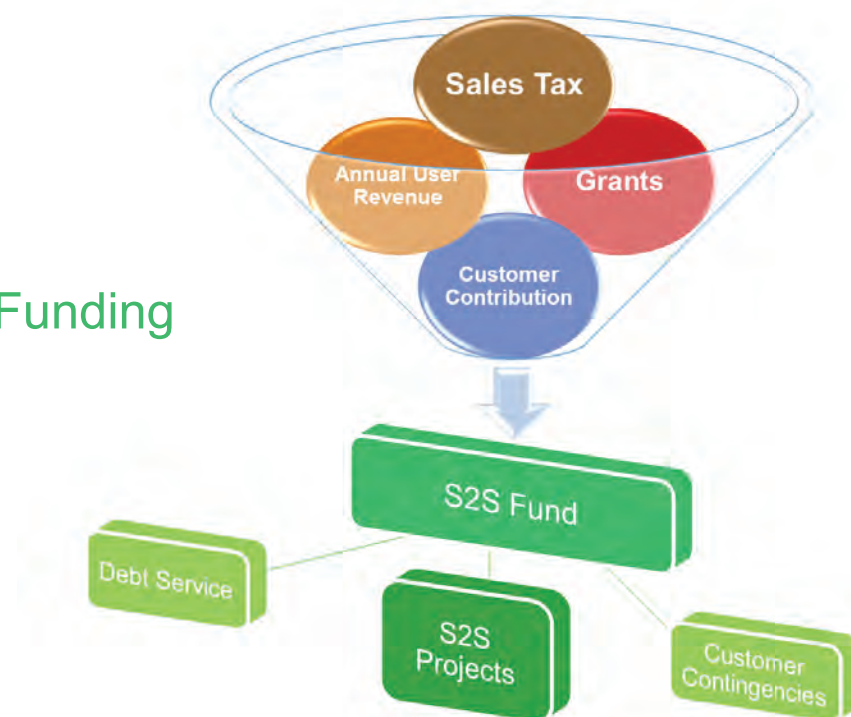 Sales Tax
Annual User
Revenue
Grants
Customer
Contribution
Funding
S2S Fund
Debt Service
S2S
Projects
Customer
Contingencies